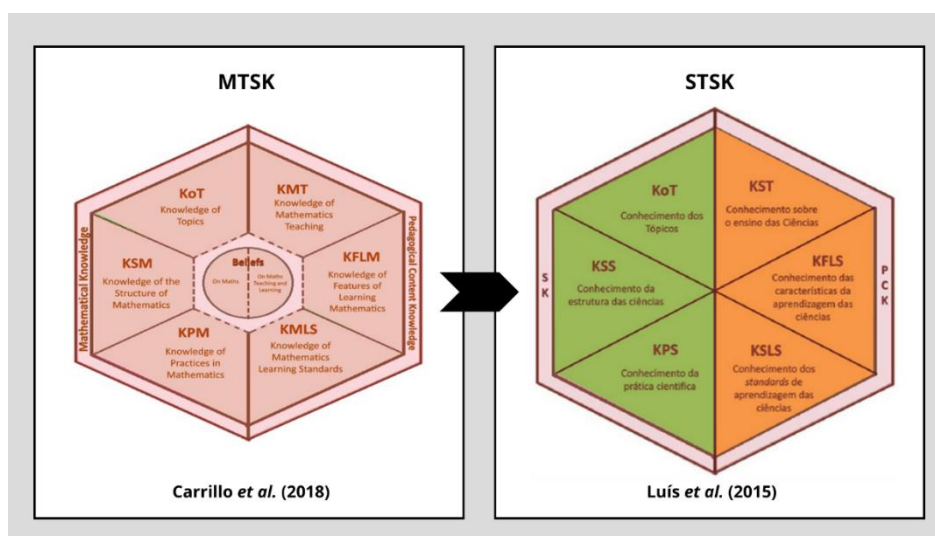 MTSK
KoT
Knowledge of
Topics
KMT
Knowledge of
Mathematics
Teaching
KSM
Knowledge of the
Structure of
Mathematics
Beliefs
On Maths
On Maths
Teaching and
Learning
KFLM
Knowledge of
Features of
Learning
Mathematics
KPM
Knowledge of
Practices in
Mathematics
KMLS
Knowledge of
Mathematics
Learning Standards
Mathematical Knowledge
Pedagogical Content Knowledge
Carrillo et al. (2018)
STSK
KoT
Conhecimento dos
Tópicos
KST
Conhecimento sobre
o ensino das Ciências
KSS
Conhecimento da
estrutura das ciências
KFLS
Conhecimento das
características da
aprendizagem das
ciências
KPS
Conhecimento da
prática científica
KSLS
Conhecimento dos
standards de
aprendizagem das
ciências
SK
PCK
Luís et al. (2015)